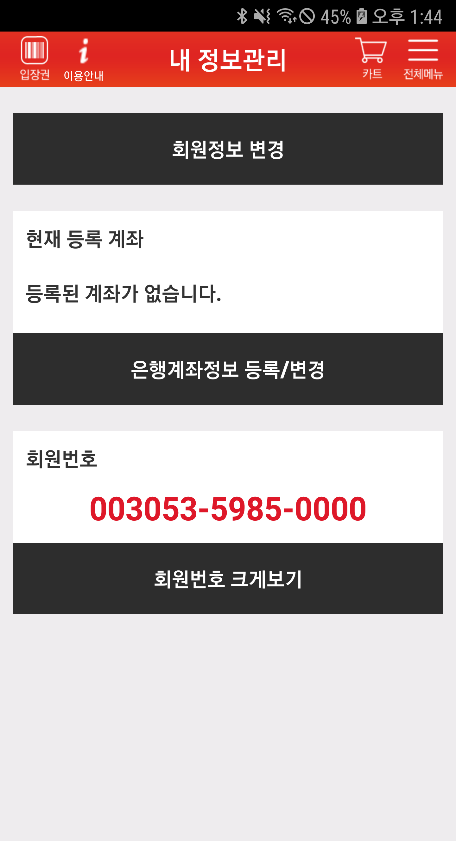 45% 오후 1:44
입장권
이용안내
내 정보관리
카트
전체메뉴
회원정보 변경
현재 등록 계좌
등록된 계좌가 없습니다.
은행계좌정보 등록/변경
회원번호
003053-5985-0000
회원번호 크게보기